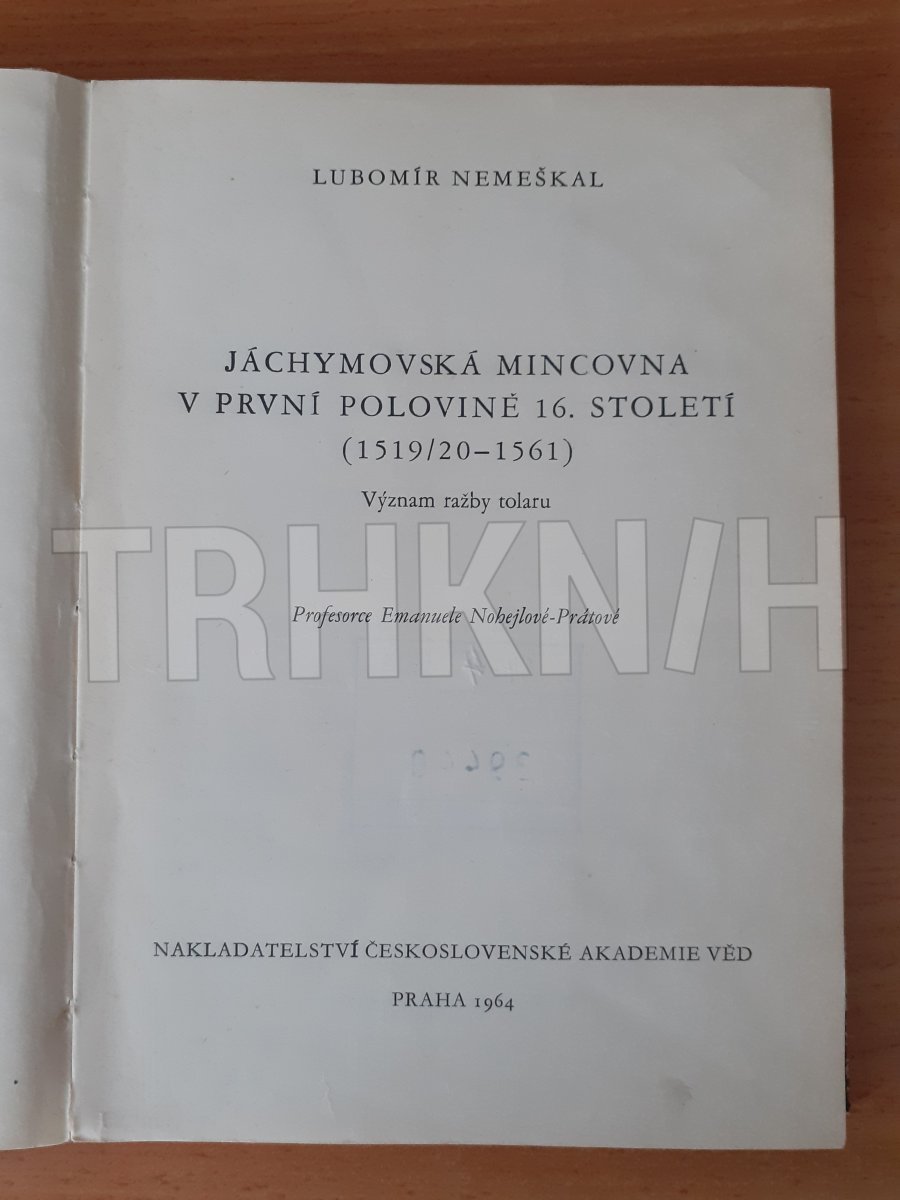 LUBOMÍR NEMEŠKAL
JÁCHYMOVSKÁ MINCOVNA
V PRVNÍ POLOVINĚ 16. STOLETÍ
(1519/20–1561)
Význam ražby tolaru
TRHKNIH
Profesorce Emanuele Nohejlové-Prátové
NAKLADATELSTVÍ ČESKOSLOVENSKÉ AKADEMIE VĚD
PRAHA 1964